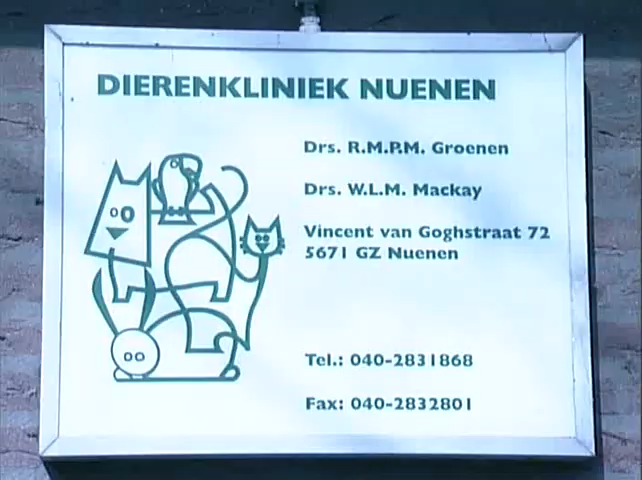 DIERENKLINIEK NUENEN
Drs. R.M.P.M. Groenen
Drs. W.L.M. Mackay
Vincent van Goghstraat 72
5671 GZ Nuenen
Tel.: 040-2831868
Fax: 040-2832801